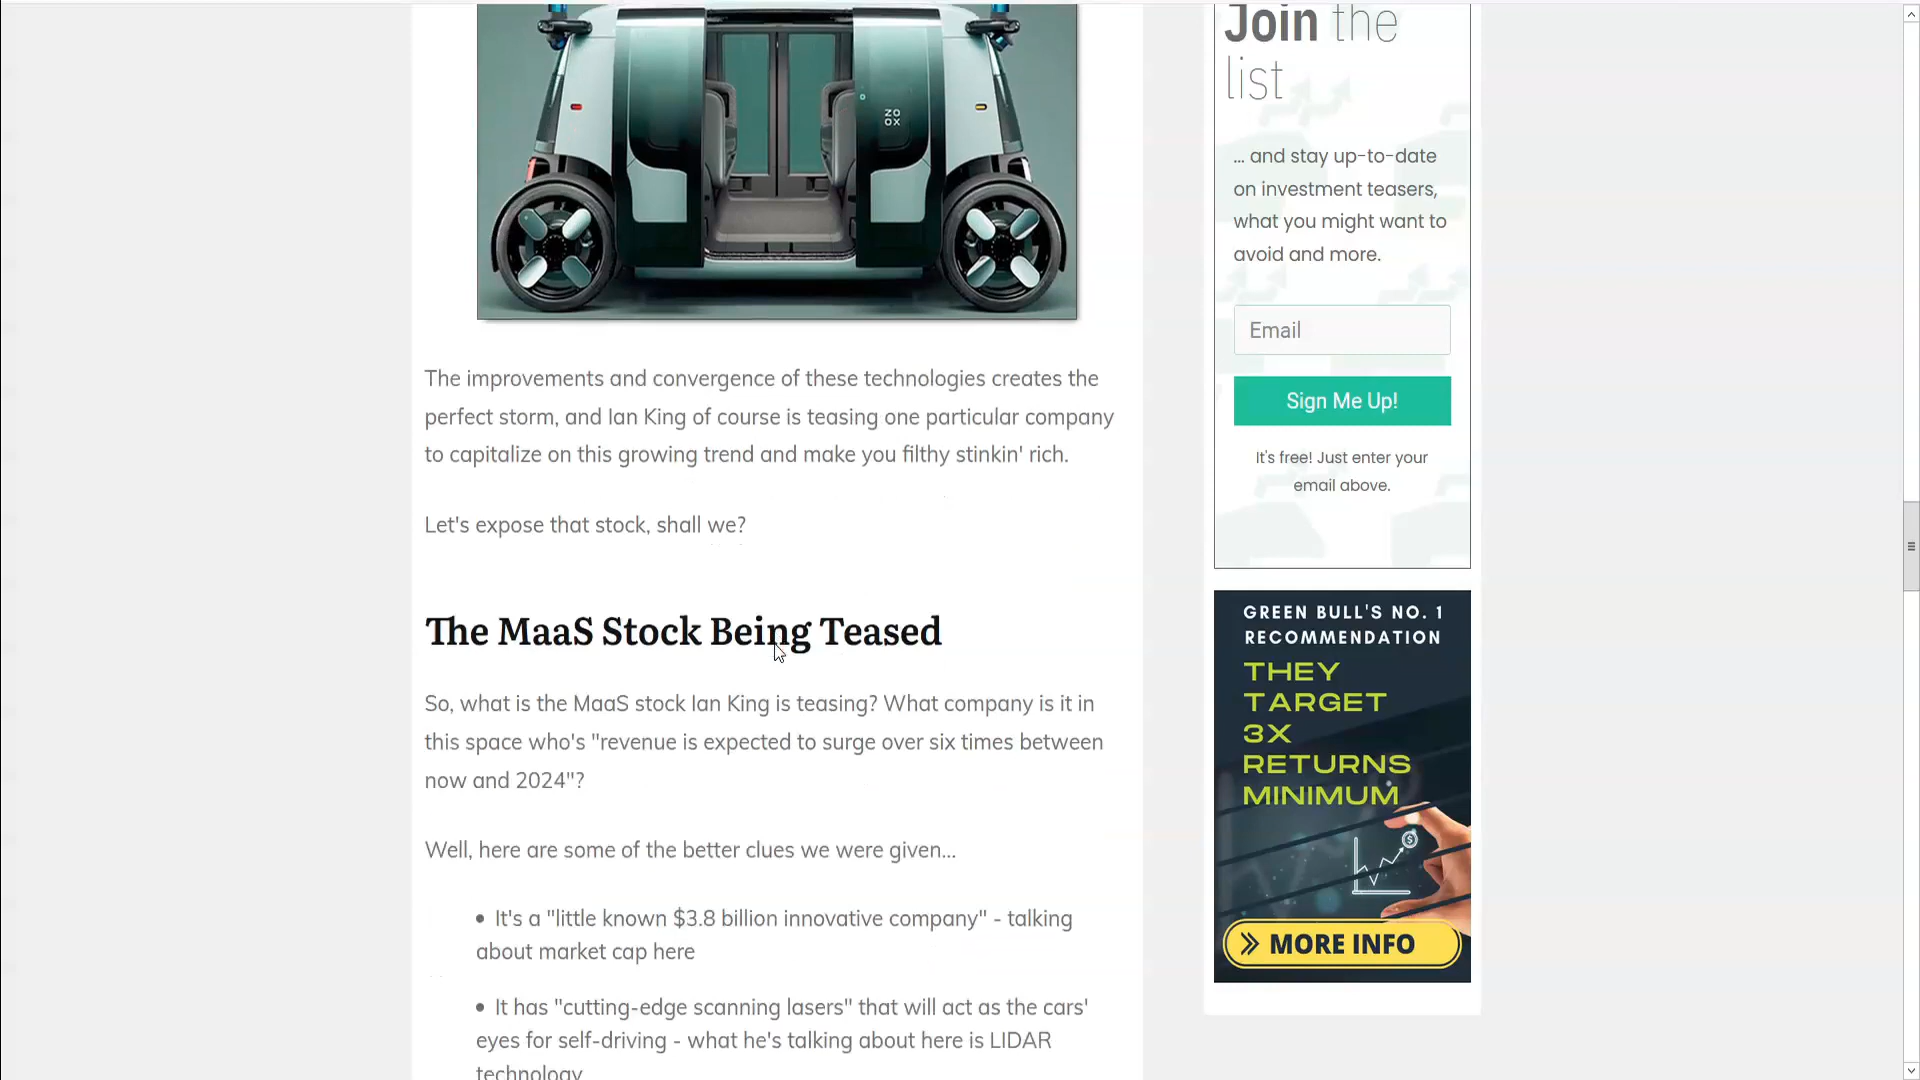 ZO
OX
The improvements and convergence of these technologies creates the
perfect storm, and Ian King of course is teasing one particular company
to capitalize on this growing trend and make you filthy stinkin' rich.
Let's expose that stock, shall we?
The MaaS Stock Being Teased
So, what is the MaaS stock Ian King is teasing? What company is it in
this space who's "revenue is expected to surge over six times between
now and 2024"?
Well, here are some of the better clues we were given...
• It's a "little known $3.8 billion innovative company" - talking
about market cap here
• It has "cutting-edge scanning lasers" that will act as the cars'
eyes for self-driving - what he's talking about here is LIDAR
technology
Join the
list
... and stay up-to-date
on investment teasers,
what you might want to
avoid and more.
Email
Sign Me Up!
It's free! Just enter your
email above.
GREEN BULL'S NO. 1
RECOMMENDATION
THEY
TARGET
3X
RETURNS
MINIMUM
MORE INFO